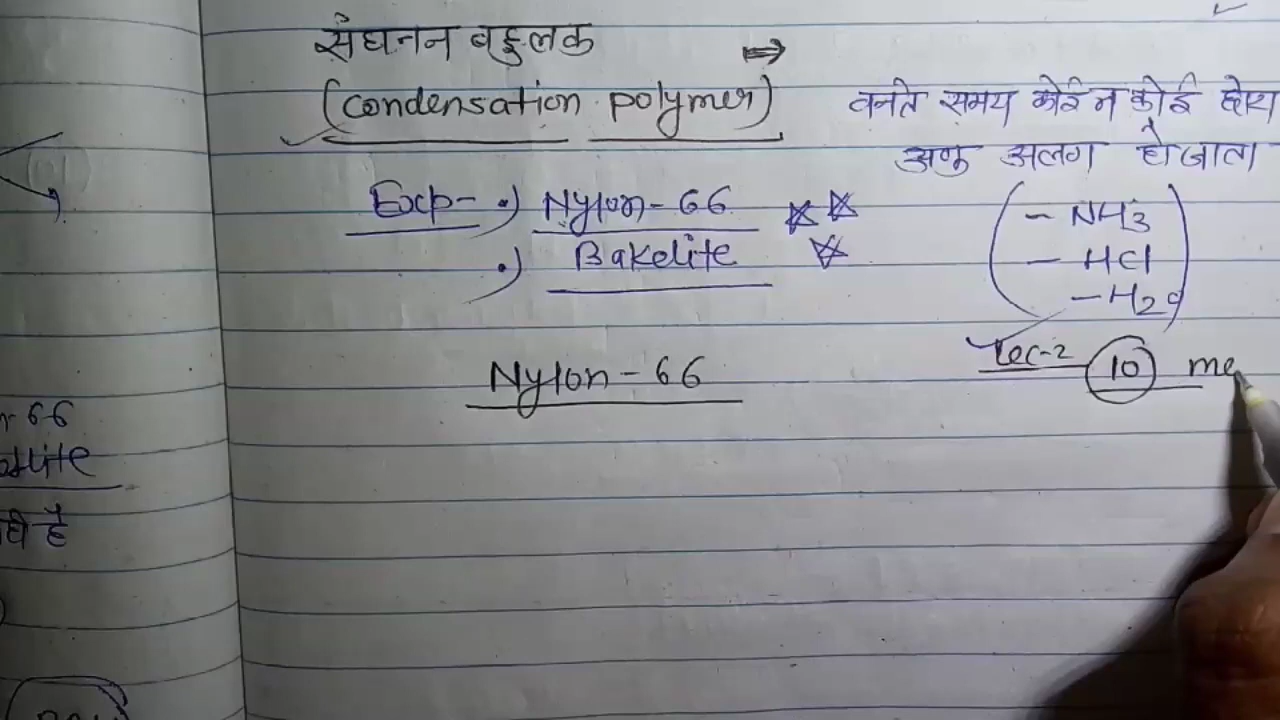 संघनन बहुलक
(Condensation polymer) ⇒ बनते समय कोई न कोई छोटा
अणु अलग हो जाता
Exp- •) Nylon-66
•) Bakelite
(- NH3
- HCl
- H2O)
Lec-2 10 me
Nylon-66
66
है